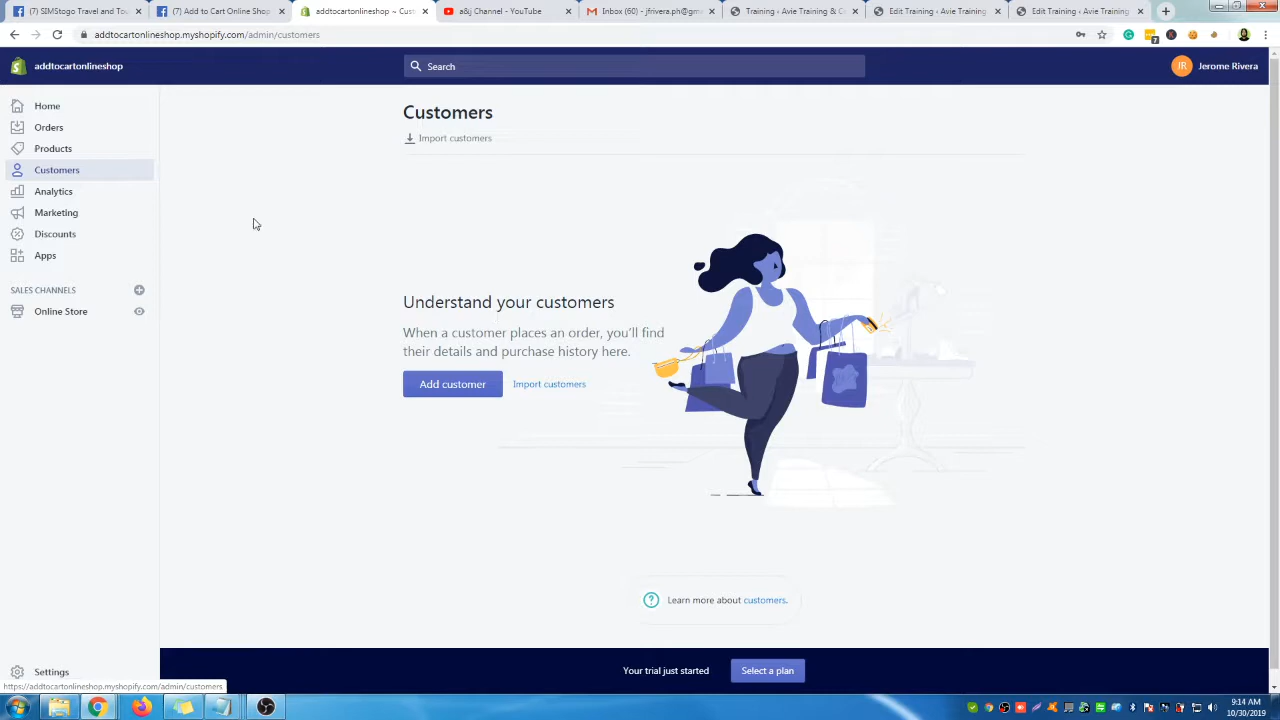 (7) SIMStogo Travel and Tou
(7) Add to Cart Online Shop
addtocartonlineshop ~ Cust
a&j Channel - YouTube
Inbox (60) - jfrivera.ph@gm
Training ‹ Avie Training & C
Edit Training ‹ Avie Training
Edit Training ‹ Avie Training
addtocartonlineshop.myshopify.com/admin/customers
7
addtocartonlineshop
Search
JR
Jerome Rivera
Home
Orders
Products
Customers
Analytics
Marketing
Discounts
Apps
SALES CHANNELS
Online Store
Settings
Customers
Import customers
Understand your customers
When a customer places an order, you'll find
their details and purchase history here.
Add customer
Import customers
Learn more about customers.
Your trial just started
Select a plan
https://addtocartonlineshop.myshopify.com/admin/customers
9:14 AM
10/30/2019